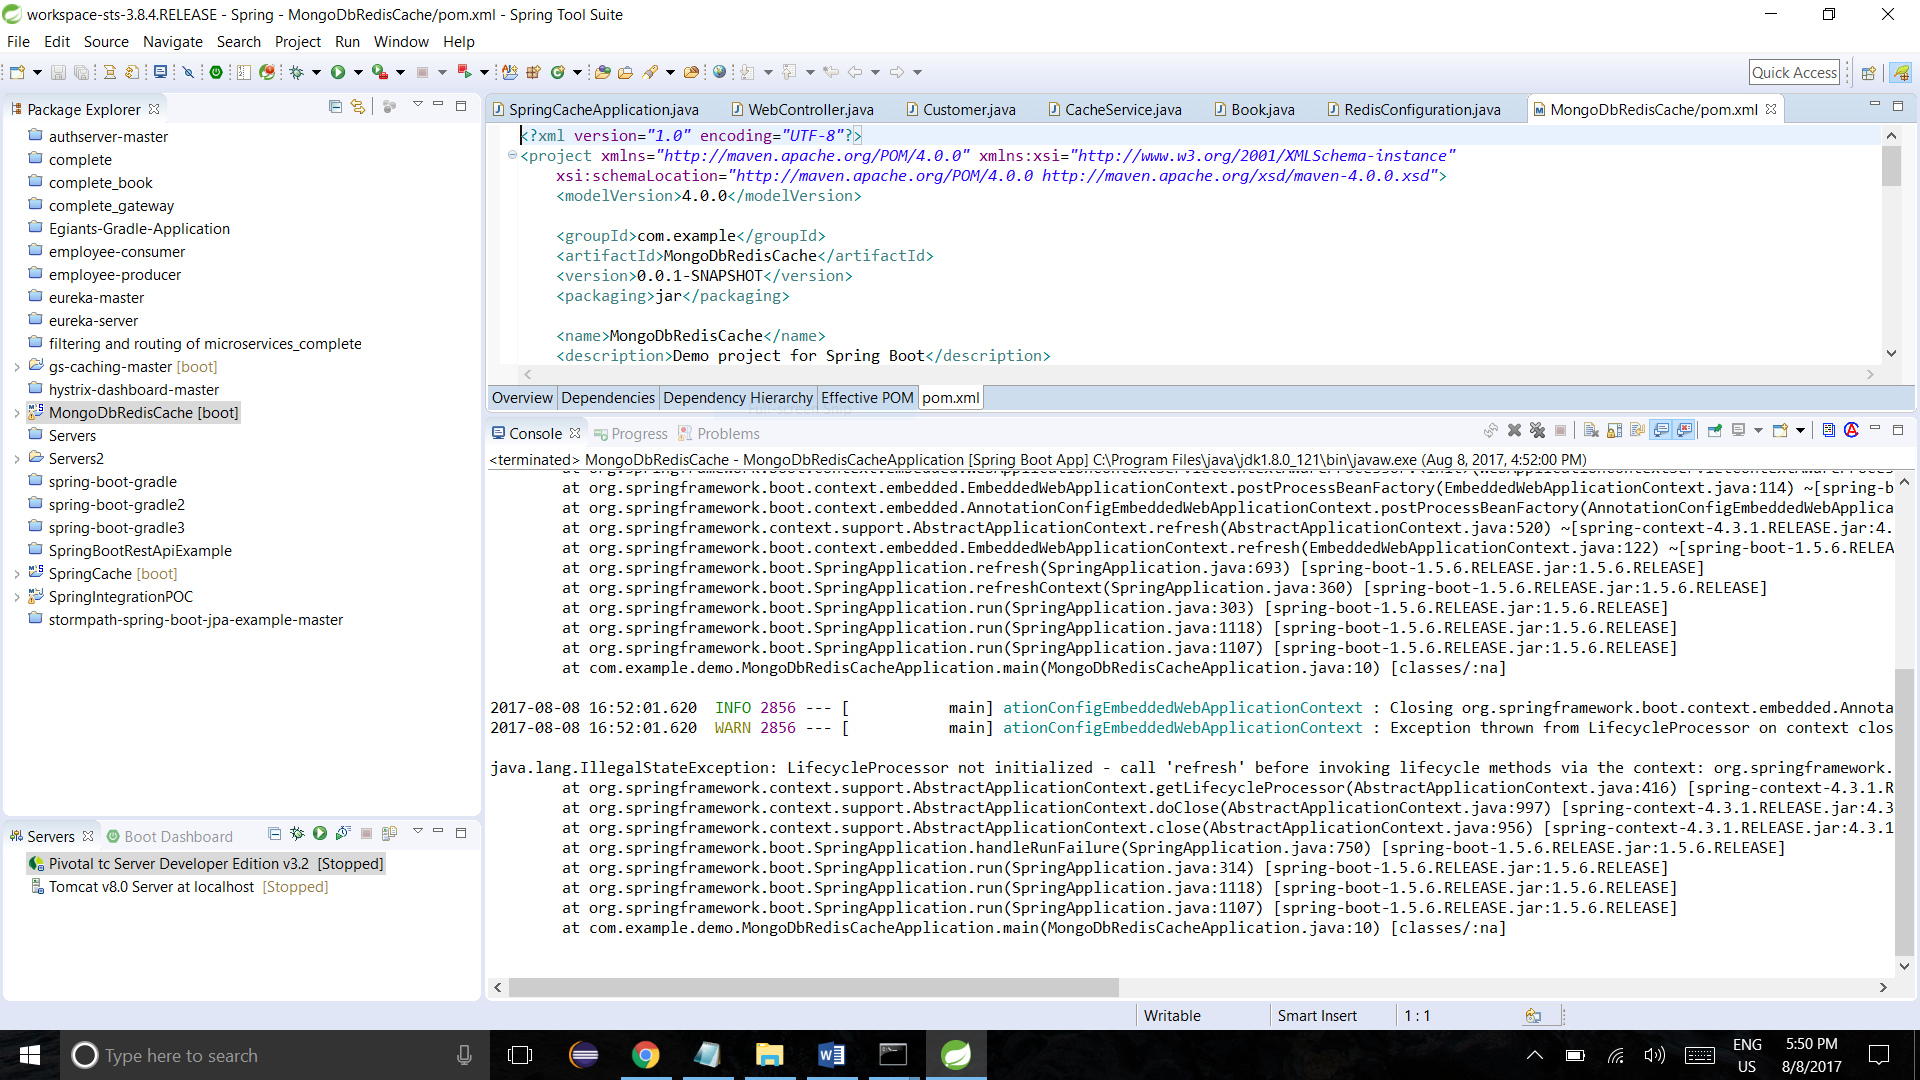 workspace-sts-3.8.4.RELEASE - Spring - MongoDbRedisCache/pom.xml - Spring Tool Suite
File Edit Source Navigate Search Project Run Window Help
Quick Access
Package Explorer
authserver-master
complete
complete_book
complete_gateway
Egiants-Gradle-Application
employee-consumer
employee-producer
eureka-master
eureka-server
filtering and routing of microservices_complete
gs-caching-master [boot]
hystrix-dashboard-master
MongoDbRedisCache [boot]
Servers
Servers2
spring-boot-gradle
spring-boot-gradle2
spring-boot-gradle3
SpringBootRestApiExample
SpringCache [boot]
SpringIntegrationPOC
stormpath-spring-boot-jpa-example-master
Servers Boot Dashboard
Pivotal tc Server Developer Edition v3.2 [Stopped]
Tomcat v8.0 Server at localhost [Stopped]
SpringCacheApplication.java WebController.java Customer.java CacheService.java Book.java RedisConfiguration.java MongoDbRedisCache/pom.xml
<?xml version="1.0" encoding="UTF-8"?>
<project xmlns="http://maven.apache.org/POM/4.0.0" xmlns:xsi="http://www.w3.org/2001/XMLSchema-instance"
xsi:schemaLocation="http://maven.apache.org/POM/4.0.0 http://maven.apache.org/xsd/maven-4.0.0.xsd">
<modelVersion>4.0.0</modelVersion>
<groupId>com.example</groupId>
<artifactId>MongoDbRedisCache</artifactId>
<version>0.0.1-SNAPSHOT</version>
<packaging>jar</packaging>
<name>MongoDbRedisCache</name>
<description>Demo project for Spring Boot</description>
Overview Dependencies Dependency Hierarchy Effective POM pom.xml
Console Progress Problems
<terminated> MongoDbRedisCache - MongoDbRedisCacheApplication [Spring Boot App] C:\Program Files\java\jdk1.8.0_121\bin\javaw.exe (Aug 8, 2017, 4:52:00 PM)
at org.springframework.boot.context.embedded.EmbeddedWebApplicationContext.postProcessBeanFactory(EmbeddedWebApplicationContext.java:114) ~[spring-b
at org.springframework.boot.context.embedded.AnnotationConfigEmbeddedWebApplicationContext.postProcessBeanFactory(AnnotationConfigEmbeddedWebApplica
at org.springframework.context.support.AbstractApplicationContext.refresh(AbstractApplicationContext.java:520) ~[spring-context-4.3.1.RELEASE.jar:4.
at org.springframework.boot.context.embedded.EmbeddedWebApplicationContext.refresh(EmbeddedWebApplicationContext.java:122) ~[spring-boot-1.5.6.RELEA
at org.springframework.boot.SpringApplication.refresh(SpringApplication.java:693) [spring-boot-1.5.6.RELEASE.jar:1.5.6.RELEASE]
at org.springframework.boot.SpringApplication.refreshContext(SpringApplication.java:360) [spring-boot-1.5.6.RELEASE.jar:1.5.6.RELEASE]
at org.springframework.boot.SpringApplication.run(SpringApplication.java:303) [spring-boot-1.5.6.RELEASE.jar:1.5.6.RELEASE]
at org.springframework.boot.SpringApplication.run(SpringApplication.java:1118) [spring-boot-1.5.6.RELEASE.jar:1.5.6.RELEASE]
at org.springframework.boot.SpringApplication.run(SpringApplication.java:1107) [spring-boot-1.5.6.RELEASE.jar:1.5.6.RELEASE]
at com.example.demo.MongoDbRedisCacheApplication.main(MongoDbRedisCacheApplication.java:10) [classes/:na]
2017-08-08 16:52:01.620 INFO 2856 --- [ main] ationConfigEmbeddedWebApplicationContext : Closing org.springframework.boot.context.embedded.Annota
2017-08-08 16:52:01.620 WARN 2856 --- [ main] ationConfigEmbeddedWebApplicationContext : Exception thrown from LifecycleProcessor on context clos
java.lang.IllegalStateException: LifecycleProcessor not initialized - call 'refresh' before invoking lifecycle methods via the context: org.springframework.
at org.springframework.context.support.AbstractApplicationContext.getLifecycleProcessor(AbstractApplicationContext.java:416) [spring-context-4.3.1.R
at org.springframework.context.support.AbstractApplicationContext.doClose(AbstractApplicationContext.java:997) [spring-context-4.3.1.RELEASE.jar:4.3
at org.springframework.context.support.AbstractApplicationContext.close(AbstractApplicationContext.java:956) [spring-context-4.3.1.RELEASE.jar:4.3.1
at org.springframework.boot.SpringApplication.handleRunFailure(SpringApplication.java:750) [spring-boot-1.5.6.RELEASE.jar:1.5.6.RELEASE]
at org.springframework.boot.SpringApplication.run(SpringApplication.java:314) [spring-boot-1.5.6.RELEASE.jar:1.5.6.RELEASE]
at org.springframework.boot.SpringApplication.run(SpringApplication.java:1118) [spring-boot-1.5.6.RELEASE.jar:1.5.6.RELEASE]
at org.springframework.boot.SpringApplication.run(SpringApplication.java:1107) [spring-boot-1.5.6.RELEASE.jar:1.5.6.RELEASE]
at com.example.demo.MongoDbRedisCacheApplication.main(MongoDbRedisCacheApplication.java:10) [classes/:na]
Writable Smart Insert 1 : 1
Type here to search
ENG
US
5:50 PM
8/8/2017